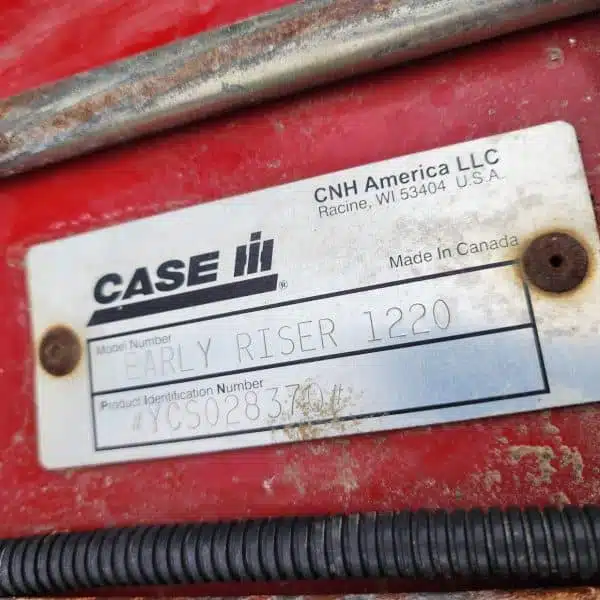 CNH America LLC
Racine, WI 53404 U.S.A.
CASE IH
®
Made In Canada
Model Number
EARLY RISER 1220
Product Identification Number
#YCS028370#